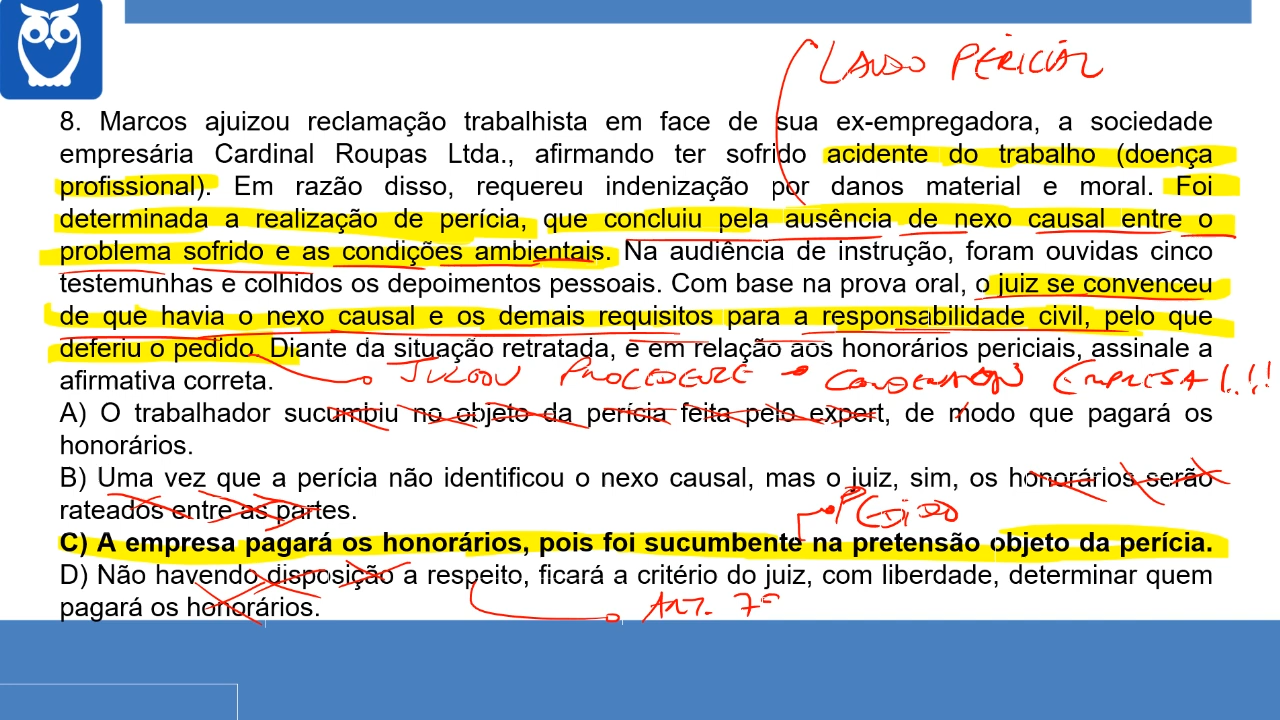 LAUDO PERICIAL
8. Marcos ajuizou reclamação trabalhista em face de sua ex-empregadora, a sociedade
empresária Cardinal Roupas Ltda., afirmando ter sofrido acidente do trabalho (doença
profissional). Em razão disso, requereu indenização por danos material e moral. Foi
determinada a realização de perícia, que concluiu pela ausência de nexo causal entre o
problema sofrido e as condições ambientais. Na audiência de instrução, foram ouvidas cinco
testemunhas e colhidos os depoimentos pessoais. Com base na prova oral, o juiz se convenceu
de que havia o nexo causal e os demais requisitos para a responsabilidade civil, pelo que
deferiu o pedido. Diante da situação retratada, e em relação aos honorários periciais, assinale a
afirmativa correta.
JULGOU PROCEDENTE → CONDENAÇÃO EMPRESA!!!
A) O trabalhador sucumbiu no objeto da perícia feita pelo expert, de modo que pagará os
honorários.
B) Uma vez que a perícia não identificou o nexo causal, mas o juiz, sim, os honorários serão
rateados entre as partes.
PEDIDO
C) A empresa pagará os honorários, pois foi sucumbente na pretensão objeto da perícia.
D) Não havendo disposição a respeito, ficará a critério do juiz, com liberdade, determinar quem
pagará os honorários.
ART. 7